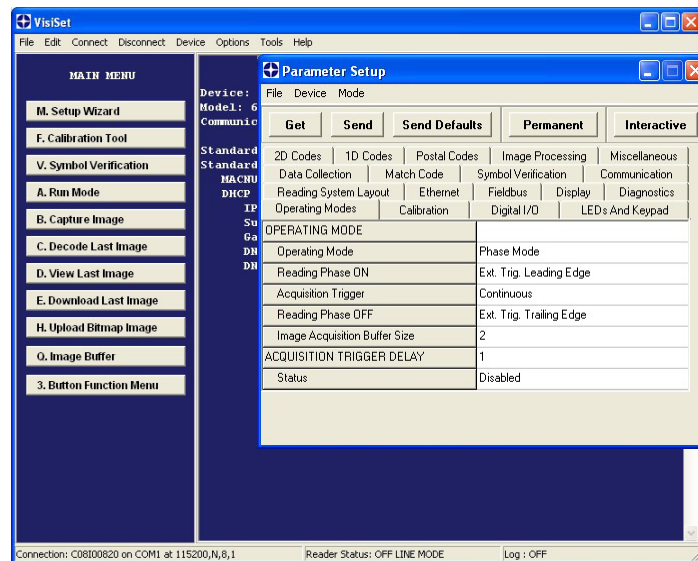 VisiSet
File Edit Connect Disconnect Device Options Tools Help
MAIN MENU
M. Setup Wizard
F. Calibration Tool
V. Symbol Verification
A. Run Mode
B. Capture Image
C. Decode Last Image
D. View Last Image
E. Download Last Image
H. Upload Bitmap Image
Q. Image Buffer
3. Button Function Menu
Device:
Model: 6
Communic
Standard
Standard
MACNU
DHCP
IP
Su
Ga
DN
DN
Parameter Setup
File Device Mode
Get Send Send Defaults Permanent Interactive
2D Codes 1D Codes Postal Codes Image Processing Miscellaneous
Data Collection Match Code Symbol Verification Communication
Reading System Layout Ethernet Fieldbus Display Diagnostics
Operating Modes Calibration Digital I/O LEDs And Keypad
OPERATING MODE
Operating Mode Phase Mode
Reading Phase ON Ext. Trig. Leading Edge
Acquisition Trigger Continuous
Reading Phase OFF Ext. Trig. Trailing Edge
Image Acquisition Buffer Size 2
ACQUISITION TRIGGER DELAY 1
Status Disabled
Connection: C08I00820 on COM1 at 115200,N,8,1 Reader Status: OFF LINE MODE Log : OFF